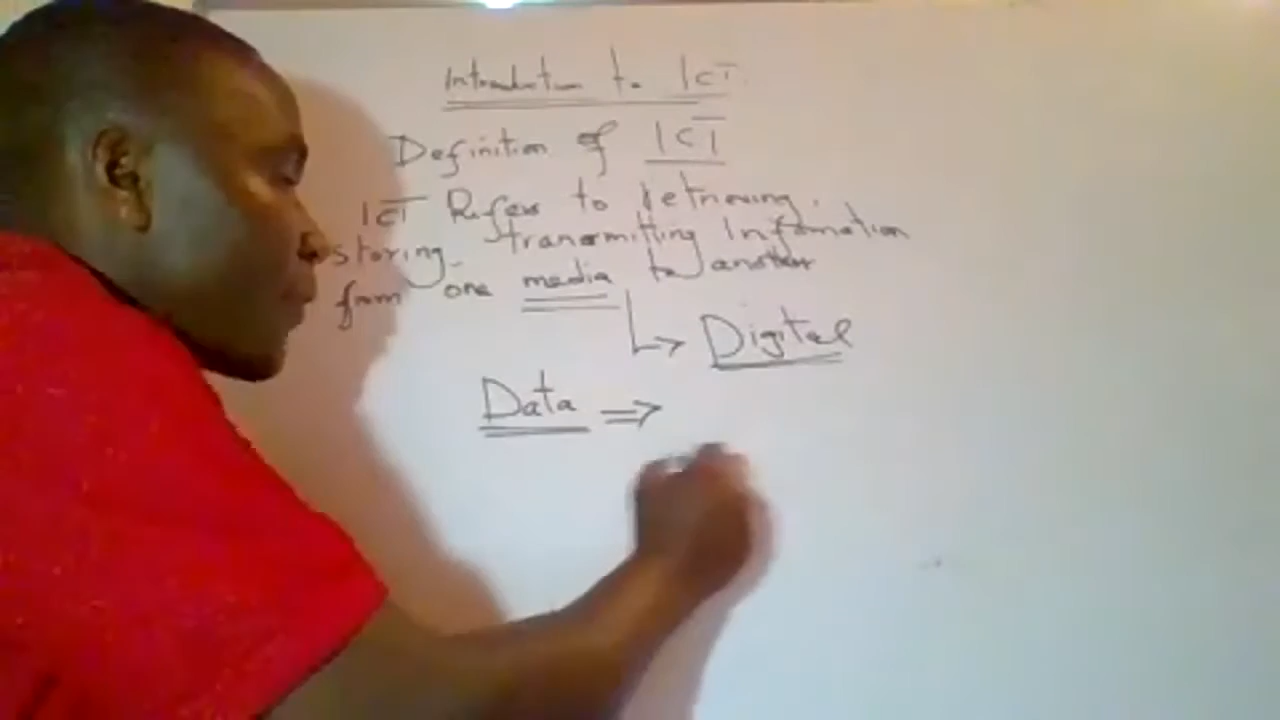 Introduction to ICT
Definition of ICT
ICT Refers to retrieving,
storing, transmitting Information
from one media to another
Digital
Data ⇒